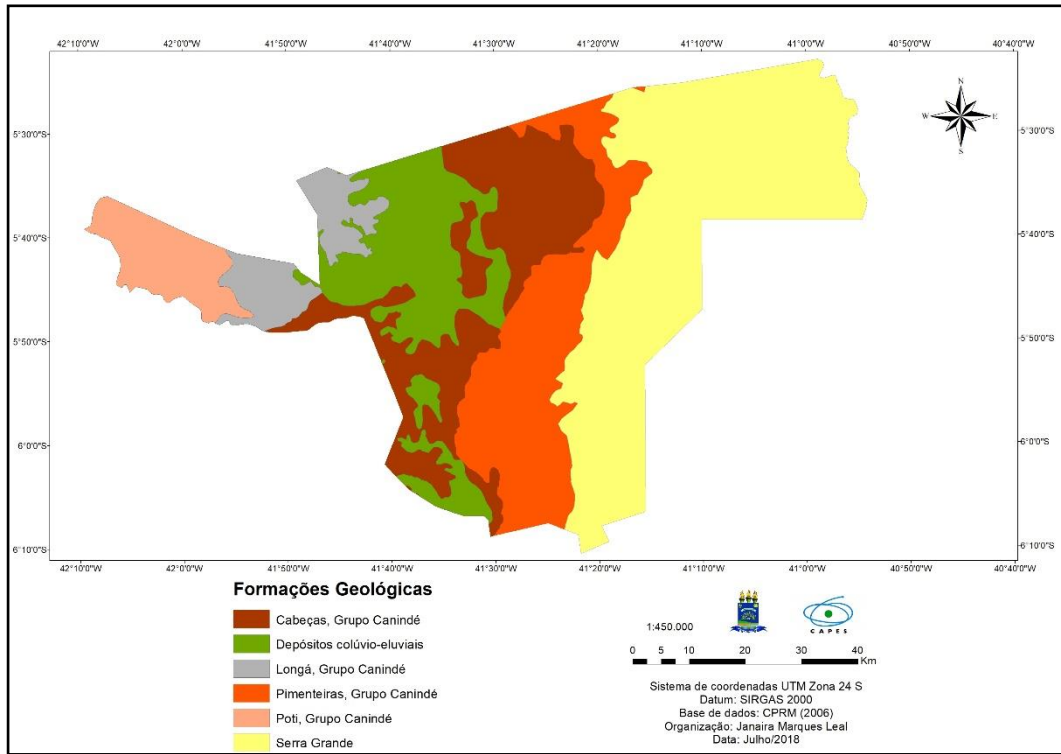 42°10'0"W 42°0'0"W 41°50'0"W 41°40'0"W 41°30'0"W 41°20'0"W 41°10'0"W 41°0'0"W 40°50'0"W 40°40'0"W
N
W E
S
5°30'0"S 5°30'0"S
5°40'0"S 5°40'0"S
5°50'0"S 5°50'0"S
6°0'0"S 6°0'0"S
6°10'0"S 6°10'0"S
42°10'0"W 42°0'0"W 41°50'0"W 41°40'0"W 41°30'0"W 41°20'0"W 41°10'0"W 41°0'0"W 40°50'0"W 40°40'0"W
Formações Geológicas
Cabeças, Grupo Canindé
Depósitos colúvio-eluviais
Longá, Grupo Canindé
Pimenteiras, Grupo Canindé
Poti, Grupo Canindé
Serra Grande
1:450.000
CAPES
0 5 10 20 30 40
Km
Sistema de coordenadas UTM Zona 24 S
Datum: SIRGAS 2000
Base de dados: CPRM (2006)
Organização: Janaira Marques Leal
Data: Julho/2018